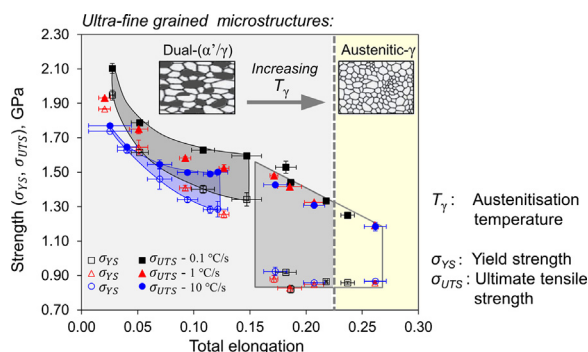 Ultra-fine grained microstructures:
Dual-(α'/γ)
Austenitic-γ
Increasing
Tγ
Strength (σYS, σUTS), GPa
2.30
2.10
1.90
1.70
1.50
1.30
1.10
0.90
0.70
σYS σUTS - 0.1 °C/s
σYS σUTS - 1 °C/s
σYS σUTS - 10 °C/s
0.00 0.05 0.10 0.15 0.20 0.25 0.30
Total elongation
Tγ : Austenitisation
temperature
σYS: Yield strength
σUTS: Ultimate tensile
strength